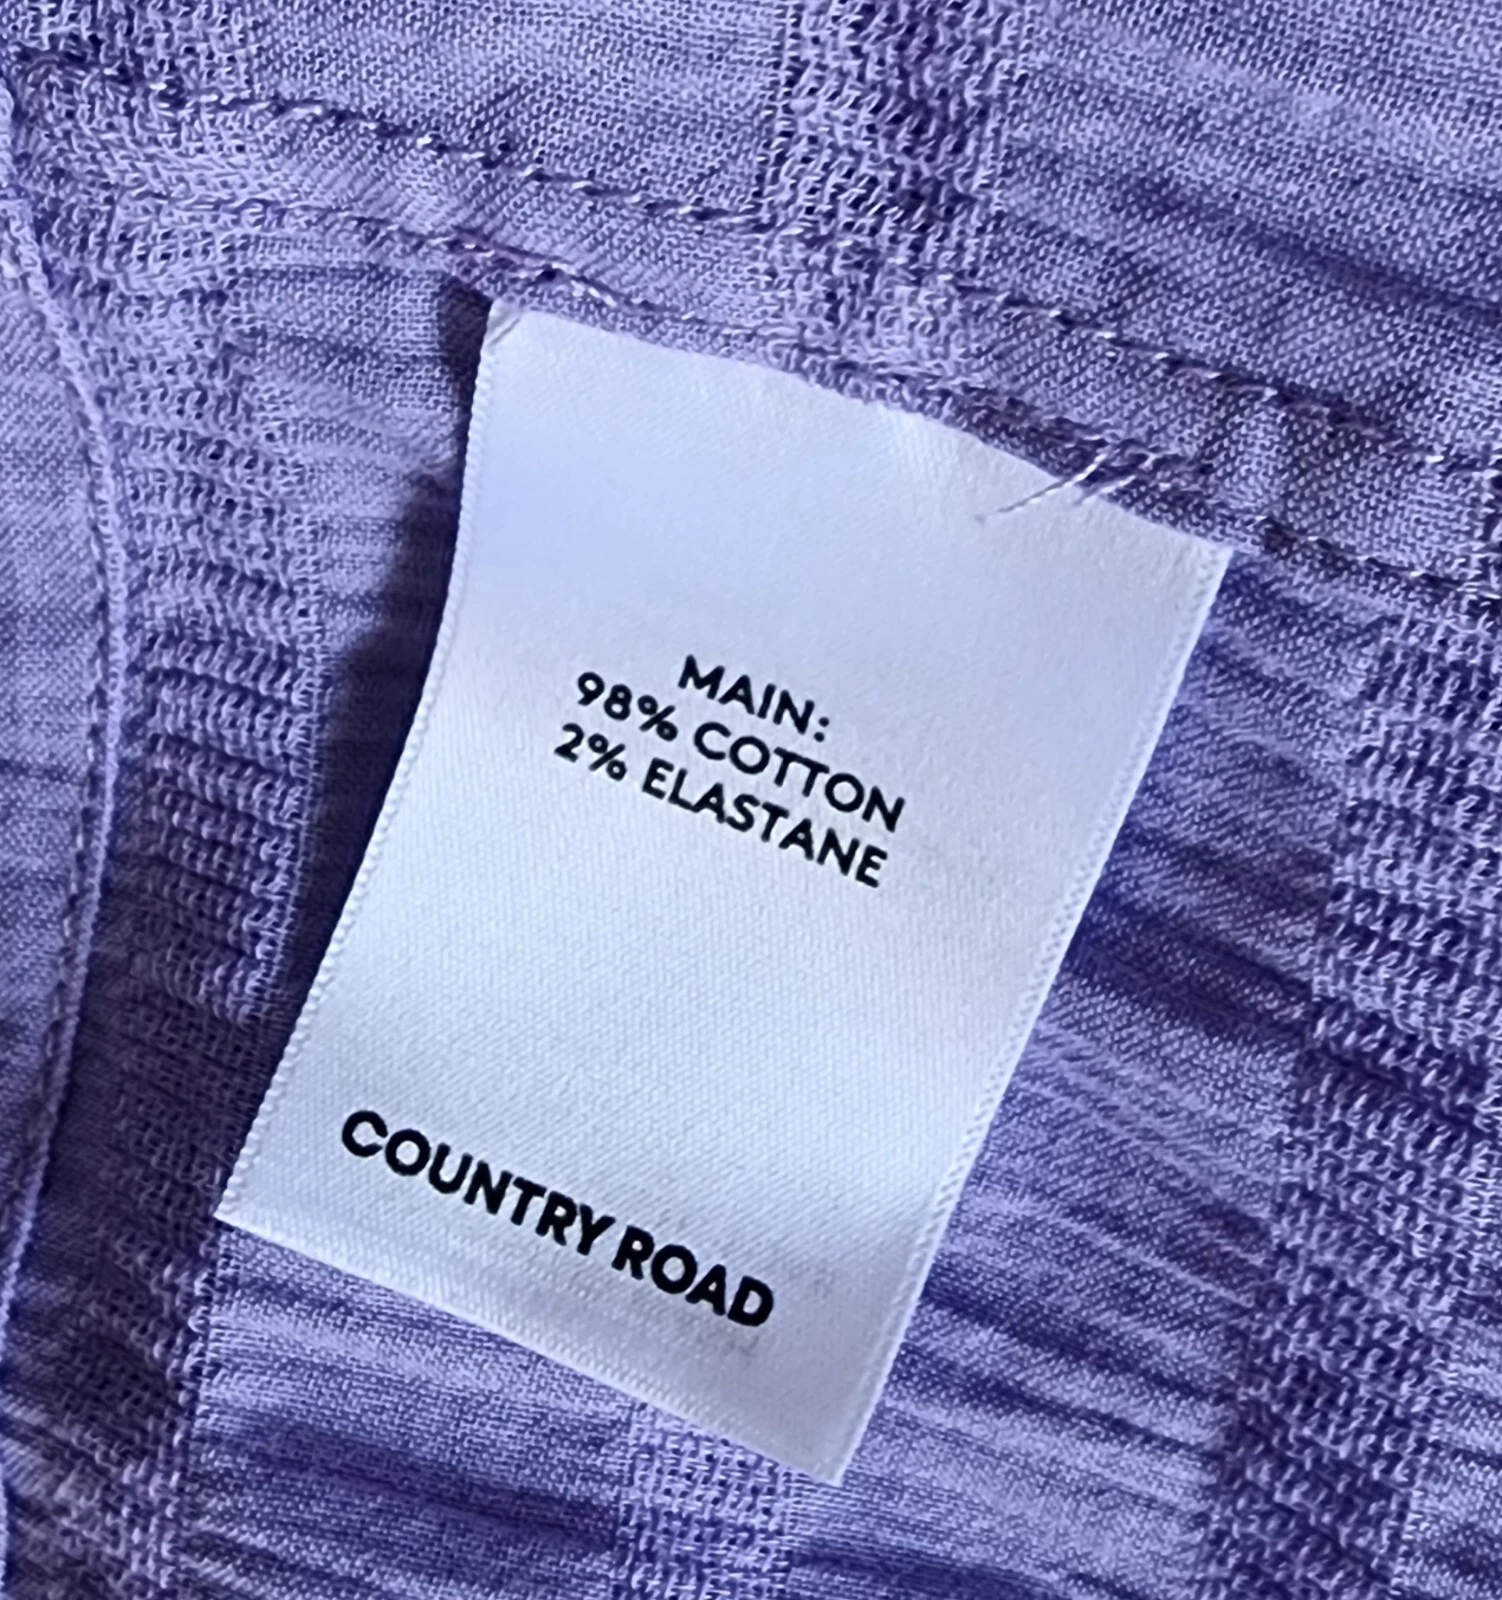 MAIN:
98% COTTON
2% ELASTANE
COUNTRY ROAD